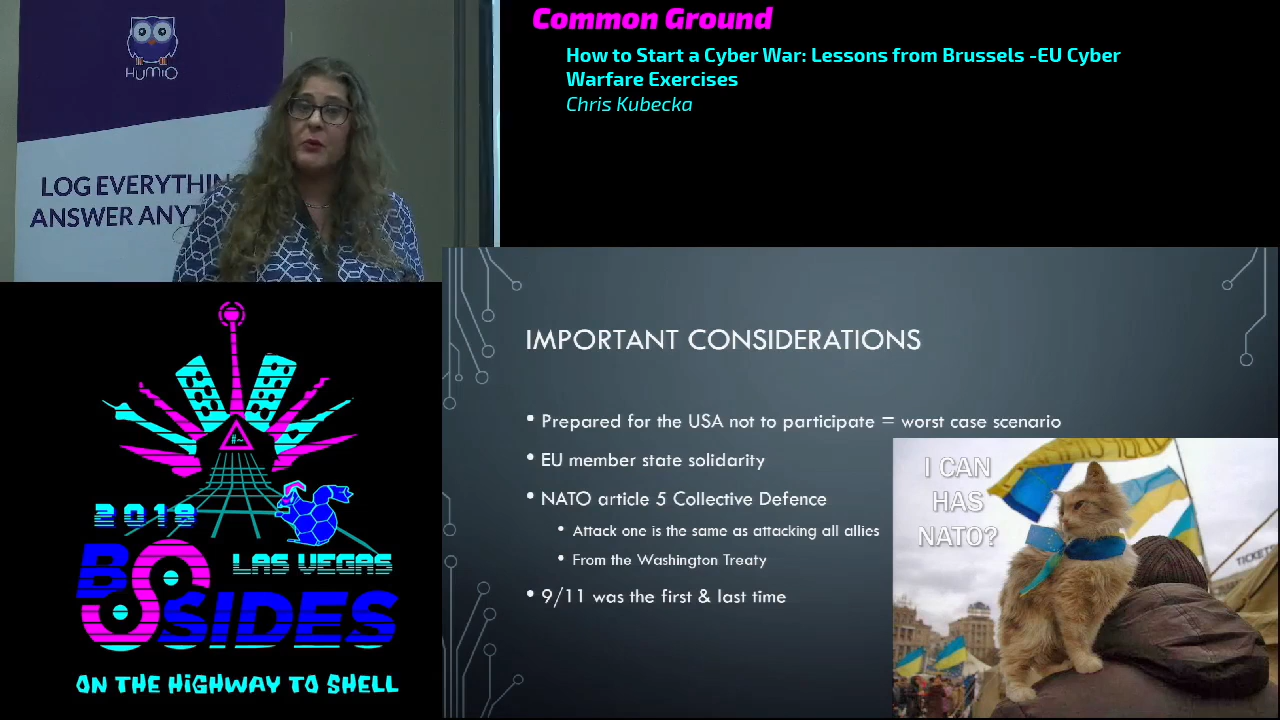 HUMIO
LOG EVERYTHIN
ANSWER ANYT
Common Ground
How to Start a Cyber War: Lessons from Brussels -EU Cyber
Warfare Exercises
Chris Kubecka
IMPORTANT CONSIDERATIONS
• Prepared for the USA not to participate = worst case scenario
• EU member state solidarity
• NATO article 5 Collective Defence
• Attack one is the same as attacking all allies
• From the Washington Treaty
• 9/11 was the first & last time
I CAN
HAS
NATO?
TICKETS
#~
2018
BSIDES
LAS VEGAS
ON THE HIGHWAY TO SHELL